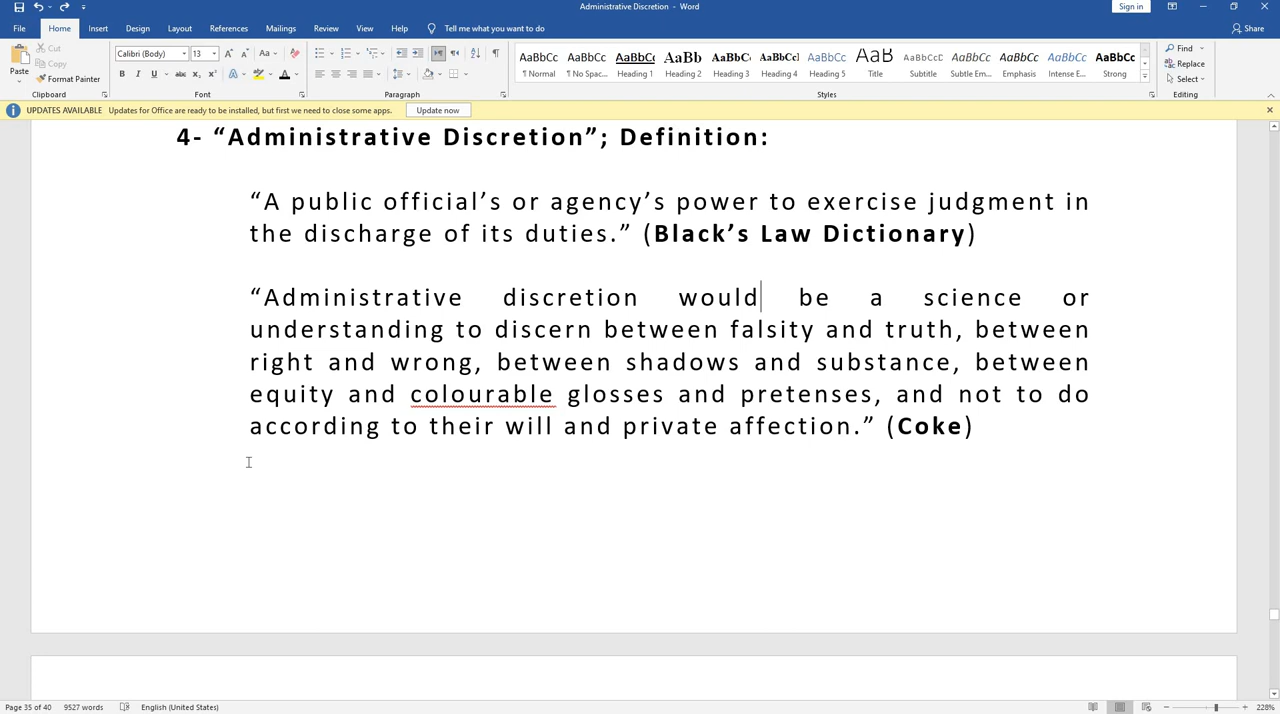 Administrative Discretion - Word
Sign in
File Home Insert Design Layout References Mailings Review View Help Tell me what you want to do
Share
Paste
Cut
Copy
Format Painter
Clipboard
Calibri (Body) 13
Font
Paragraph
AaBbCc AaBbCc AaBbCc AaBb AaBbCc AaBbCcI AaBbCc AaB AaBbCcD AaBbCc AaBbCc AaBbCc AaBbCc
¶ Normal ¶ No Spac... Heading 1 Heading 2 Heading 3 Heading 4 Heading 5 Title Subtitle Subtle Em... Emphasis Intense E... Strong
Styles
Find
Replace
Select
Editing
UPDATES AVAILABLE Updates for Office are ready to be installed, but first we need to close some apps. Update now
4- “Administrative Discretion”; Definition:
“A public official’s or agency’s power to exercise judgment in
the discharge of its duties.” (Black’s Law Dictionary)
“Administrative discretion would be a science or
understanding to discern between falsity and truth, between
right and wrong, between shadows and substance, between
equity and colourable glosses and pretenses, and not to do
according to their will and private affection.” (Coke)
Page 35 of 40 9527 words English (United States) 228%